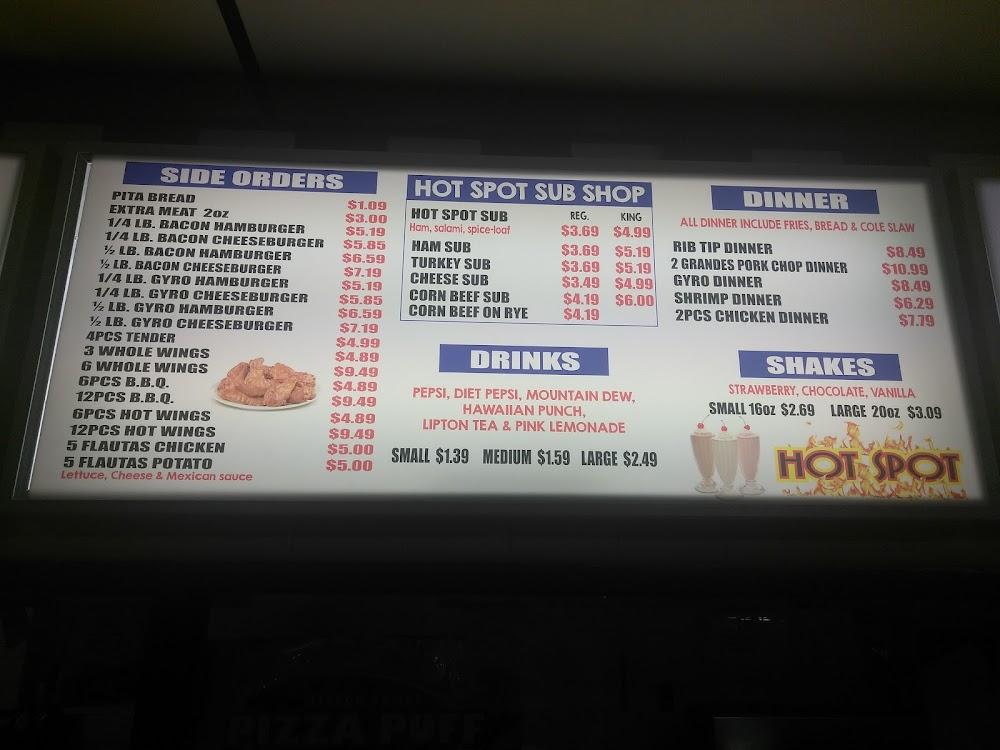 SIDE ORDERS
PITA BREAD $1.09
EXTRA MEAT 2oz $3.00
1/4 LB. BACON HAMBURGER $5.19
1/4 LB. BACON CHEESEBURGER $5.85
½ LB. BACON HAMBURGER $6.59
½ LB. BACON CHEESEBURGER $7.19
1/4 LB. GYRO HAMBURGER $5.19
1/4 LB. GYRO CHEESEBURGER $5.85
½ LB. GYRO HAMBURGER $6.59
½ LB. GYRO CHEESEBURGER $7.19
4PCS TENDER $4.99
3 WHOLE WINGS $4.89
6 WHOLE WINGS $9.49
6PCS B.B.Q. $4.89
12PCS B.B.Q. $9.49
6PCS HOT WINGS $4.89
12PCS HOT WINGS $9.49
5 FLAUTAS CHICKEN $5.00
5 FLAUTAS POTATO $5.00
Lettuce, Cheese & Mexican sauce
HOT SPOT SUB SHOP
REG. KING
HOT SPOT SUB $3.69 $4.99
Ham, salami, spice-loaf
HAM SUB $3.69 $5.19
TURKEY SUB $3.69 $5.19
CHEESE SUB $3.49 $4.99
CORN BEEF SUB $4.19 $6.00
CORN BEEF ON RYE $4.19
DRINKS
PEPSI, DIET PEPSI, MOUNTAIN DEW,
HAWAIIAN PUNCH,
LIPTON TEA & PINK LEMONADE
SMALL $1.39 MEDIUM $1.59 LARGE $2.49
DINNER
ALL DINNER INCLUDE FRIES, BREAD & COLE SLAW
RIB TIP DINNER $8.49
2 GRANDES PORK CHOP DINNER $10.99
GYRO DINNER $8.49
SHRIMP DINNER $6.29
2PCS CHICKEN DINNER $7.79
SHAKES
STRAWBERRY, CHOCOLATE, VANILLA
SMALL 16oz $2.69 LARGE 20oz $3.09
HOT SPOT
PIZZA PUFF